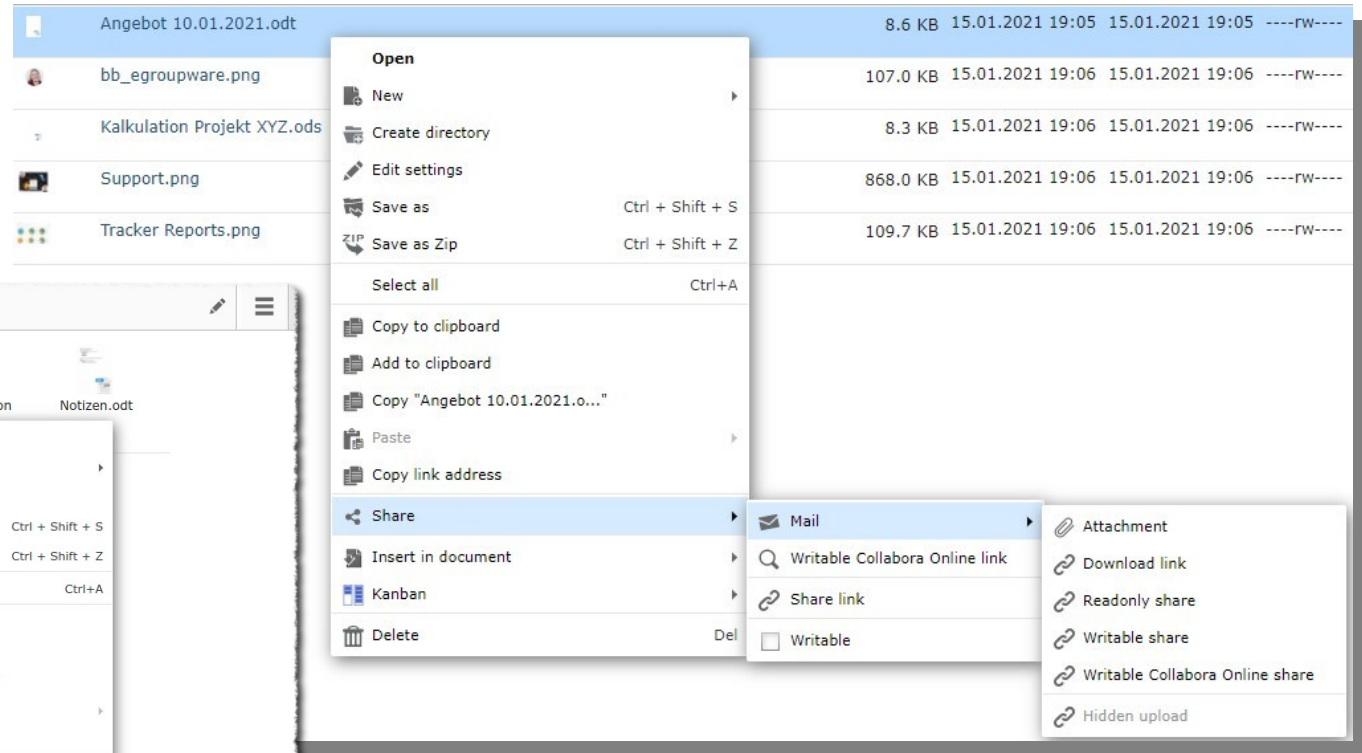 Angebot 10.01.2021.odt 8.6 KB 15.01.2021 19:05 15.01.2021 19:05 ----rw----
bb_egroupware.png 107.0 KB 15.01.2021 19:06 15.01.2021 19:06 ----rw----
Kalkulation Projekt XYZ.ods 8.3 KB 15.01.2021 19:06 15.01.2021 19:06 ----rw----
Support.png 868.0 KB 15.01.2021 19:06 15.01.2021 19:06 ----rw----
Tracker Reports.png 109.7 KB 15.01.2021 19:06 15.01.2021 19:06 ----rw----
Open
New
Create directory
Edit settings
Save as Ctrl + Shift + S
ZIP Save as Zip Ctrl + Shift + Z
Select all Ctrl+A
Copy to clipboard
Add to clipboard
Copy "Angebot 10.01.2021.o..."
Paste
Copy link address
Share
Insert in document
Kanban
Delete Del
Mail
Writable Collabora Online link
Share link
Writable
Attachment
Download link
Readonly share
Writable share
Writable Collabora Online share
Hidden upload
on Notizen.odt
Ctrl + Shift + S
Ctrl + Shift + Z
Ctrl+A